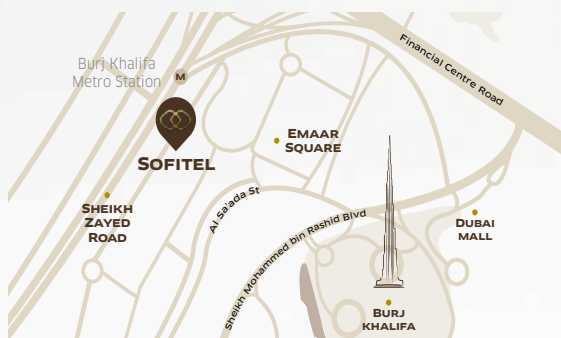 Financial Centre Road
Burj Khalifa
Metro Station
M
SOFITEL
EMAAR
SQUARE
Al Sa'ada St
SHEIKH
ZAYED
ROAD
Sheikh Mohammed bin Rashid Blvd
DUBAI
MALL
BURJ
KHALIFA